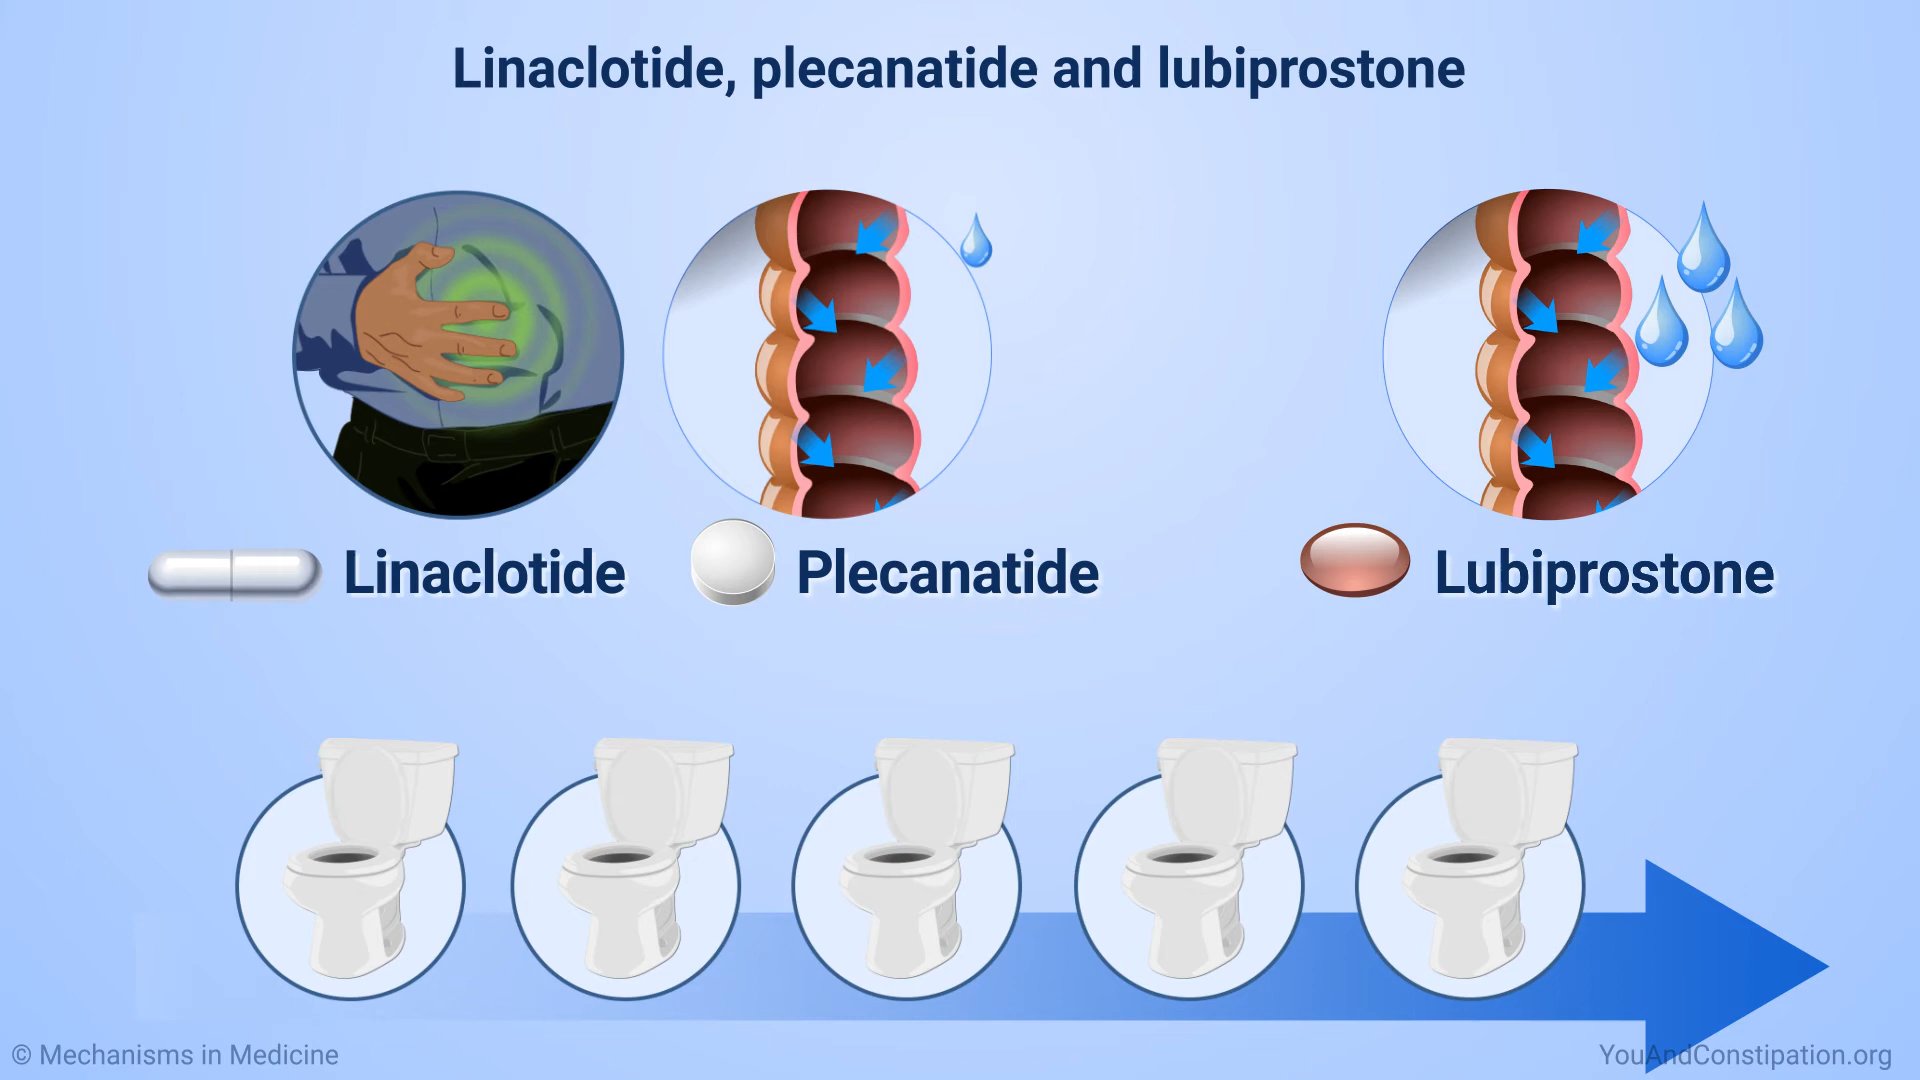 Linaclotide, plecanatide and lubiprostone
Linaclotide
Plecanatide
Lubiprostone
© Mechanisms in Medicine
YouAndConstipation.org